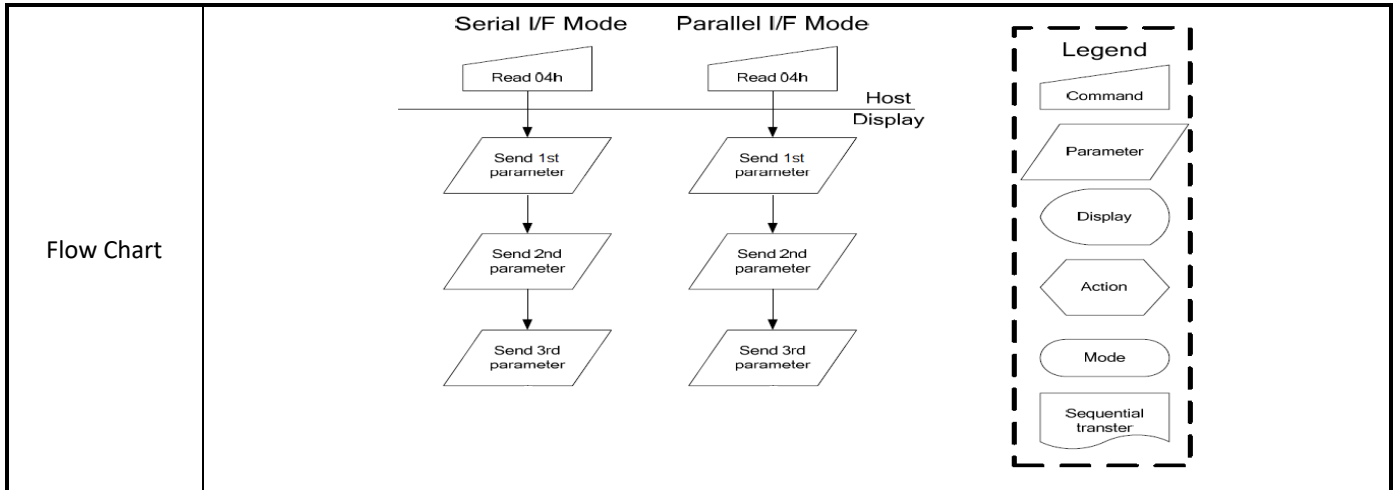 Flow Chart
Serial I/F Mode
Read 04h
Send 1st
parameter
Send 2nd
parameter
Send 3rd
parameter
Parallel I/F Mode
Read 04h
Host
Display
Send 1st
parameter
Send 2nd
parameter
Send 3rd
parameter
Legend
Command
Parameter
Display
Action
Mode
Sequential
transter